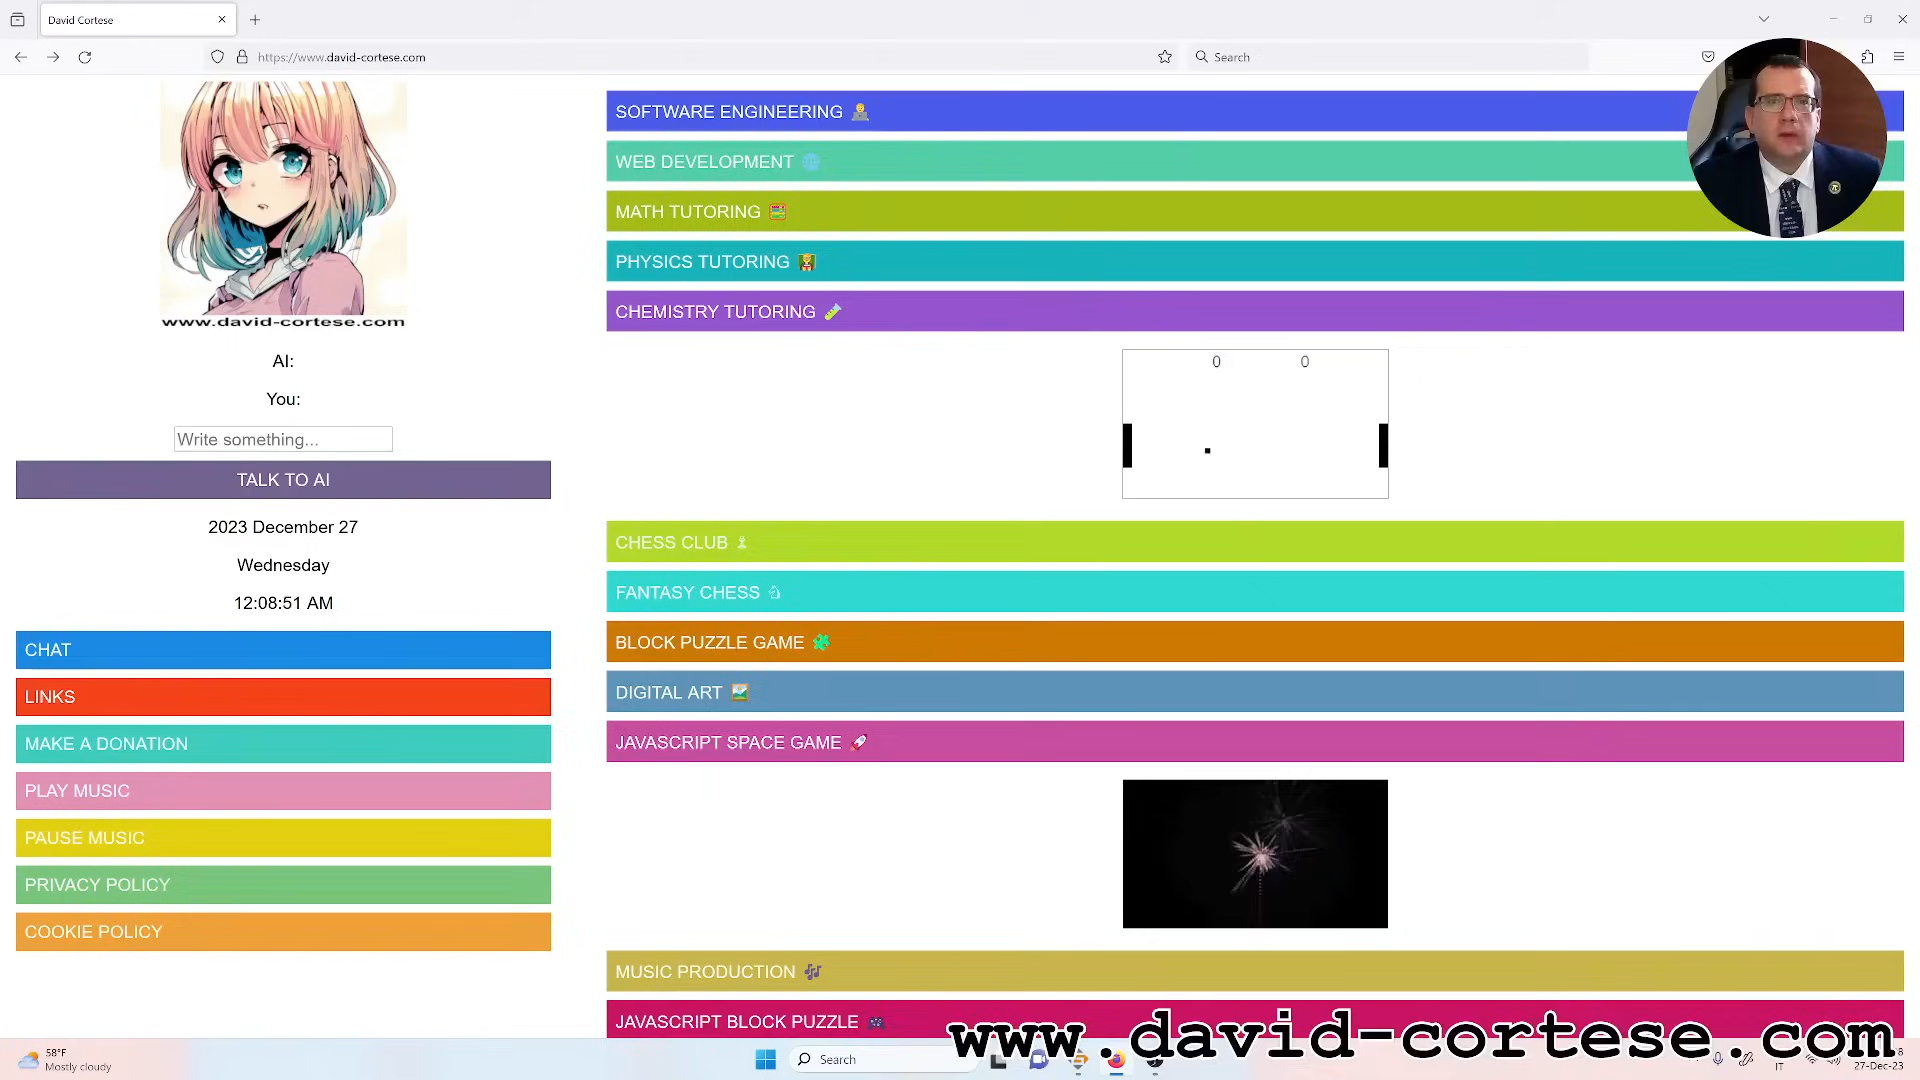 David Cortese
https://www.david-cortese.com
Search
www.david-cortese.com
AI:
You:
Write something...
TALK TO AI
2023 December 27
Wednesday
12:08:51 AM
CHAT
LINKS
MAKE A DONATION
PLAY MUSIC
PAUSE MUSIC
PRIVACY POLICY
COOKIE POLICY
SOFTWARE ENGINEERING
WEB DEVELOPMENT
MATH TUTORING
PHYSICS TUTORING
CHEMISTRY TUTORING
0 0
CHESS CLUB
FANTASY CHESS
BLOCK PUZZLE GAME
DIGITAL ART
JAVASCRIPT SPACE GAME
MUSIC PRODUCTION
JAVASCRIPT BLOCK PUZZLE
www.david-cortese.com
58°F
Mostly cloudy
Search
IT
27-Dec-23